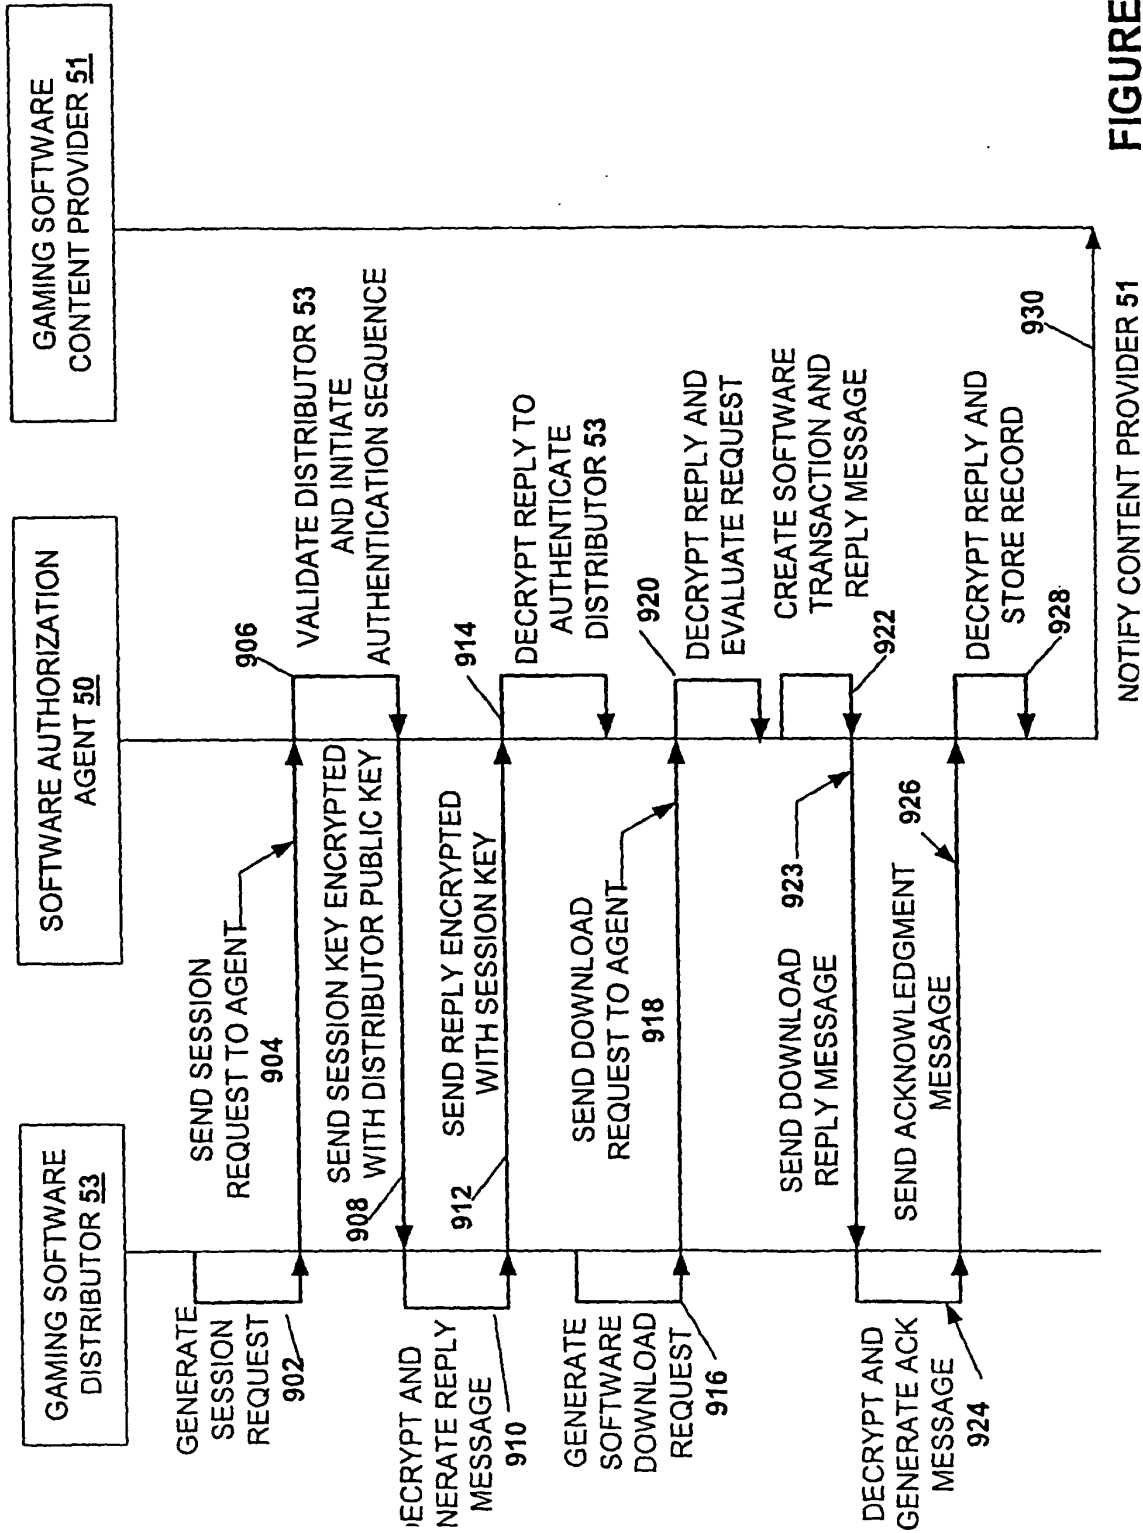 GAMING SOFTWARE
DISTRIBUTOR 53
SOFTWARE AUTHORIZATION
AGENT 50
GAMING SOFTWARE
CONTENT PROVIDER 51
GENERATE
SESSION
REQUEST
902
SEND SESSION
REQUEST TO AGENT
904
906
VALIDATE DISTRIBUTOR 53
AND INITIATE
AUTHENTICATION SEQUENCE
SEND SESSION KEY ENCRYPTED
WITH DISTRIBUTOR PUBLIC KEY
908
ECRYPT AND
NERATE REPLY
MESSAGE
910
912
SEND REPLY ENCRYPTED
WITH SESSION KEY
914
DECRYPT REPLY TO
AUTHENTICATE
DISTRIBUTOR 53
GENERATE
SOFTWARE
DOWNLOAD
REQUEST
916
SEND DOWNLOAD
REQUEST TO AGENT
918
920
DECRYPT REPLY AND
EVALUATE REQUEST
CREATE SOFTWARE
TRANSACTION AND
REPLY MESSAGE
922
923
SEND DOWNLOAD
REPLY MESSAGE
DECRYPT AND
GENERATE ACK
MESSAGE
924
SEND ACKNOWLEDGMENT
MESSAGE
926
DECRYPT REPLY AND
STORE RECORD
928
930
NOTIFY CONTENT PROVIDER 51
FIGURE